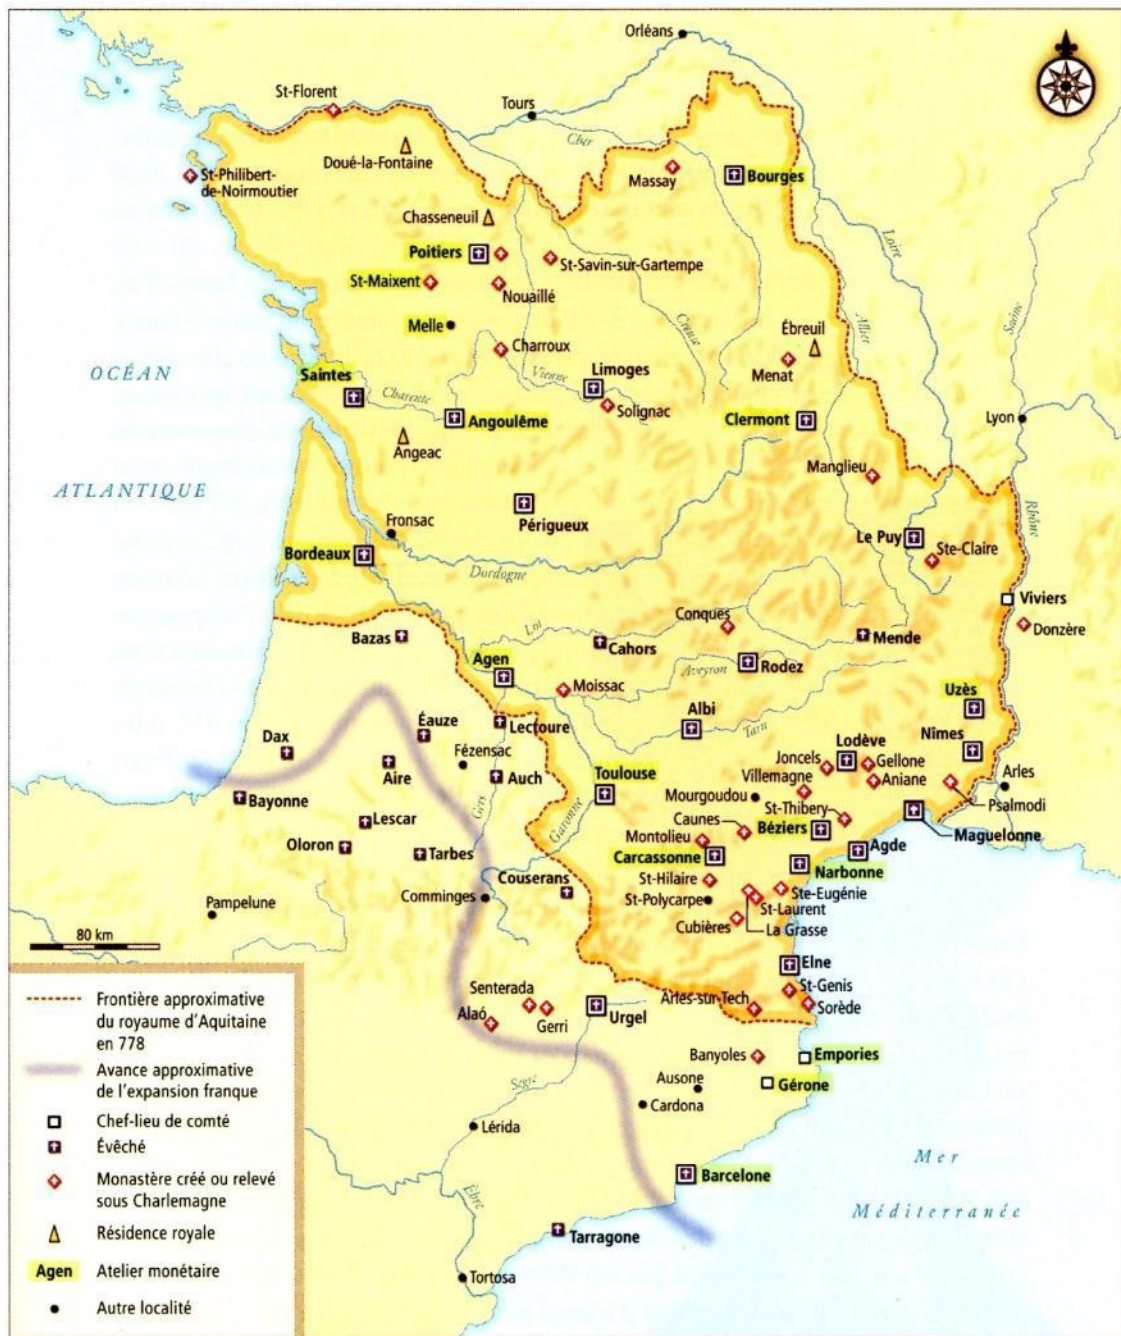 Orléans
St-Florent
Tours
Cher
Doué-la-Fontaine
St-Philibert-
de-Noirmoutier
Massay
Bourges
Chasseneuil
Loire
Poitiers
St-Savin-sur-Gartempe
St-Maixent
Nouaillé
Saône
Melle
Creuse
Ébreuil
Allier
Charroux
Menat
OCÉAN
Saintes
Vienne
Limoges
Charente
Solignac
Angoulême
Clermont
Lyon
Angeac
Manglieu
ATLANTIQUE
Périgueux
Rhône
Fronsac
Le Puy
Ste-Claire
Bordeaux
Dordogne
Viviers
Conques
Donzère
Bazas
Lot
Cahors
Mende
Agen
Aveyron
Rodez
Moissac
Uzès
Albi
Tarn
Lectoure
Éauze
Nîmes
Dax
Fézensac
Lodève
Joncels
Gellone
Aire
Auch
Toulouse
Villemagne
Aniane
Arles
Bayonne
Mourgoudou
Psalmodi
Gers
Garonne
St-Thibery
Lescar
Caunes
Béziers
Maguelonne
Montolieu
Oloron
Tarbes
Carcassonne
Agde
Narbonne
Couserans
St-Hilaire
Ste-Eugénie
Comminges
St-Polycarpe
St-Laurent
Pampelune
Cubières
La Grasse
80 km
Elne
St-Genis
Senterada
Arles-sur-Tech
Sorède
Alaó
Gerri
Urgel
Banyoles
Empories
Segre
Ausone
Gérone
Cardona
Lérida
Mer
Barcelone
Èbre
Méditerranée
Tarragone
Tortosa
Frontière approximative
du royaume d'Aquitaine
en 778
Avance approximative
de l'expansion franque
Chef-lieu de comté
Évêché
Monastère créé ou relevé
sous Charlemagne
Résidence royale
Agen Atelier monétaire
Autre localité